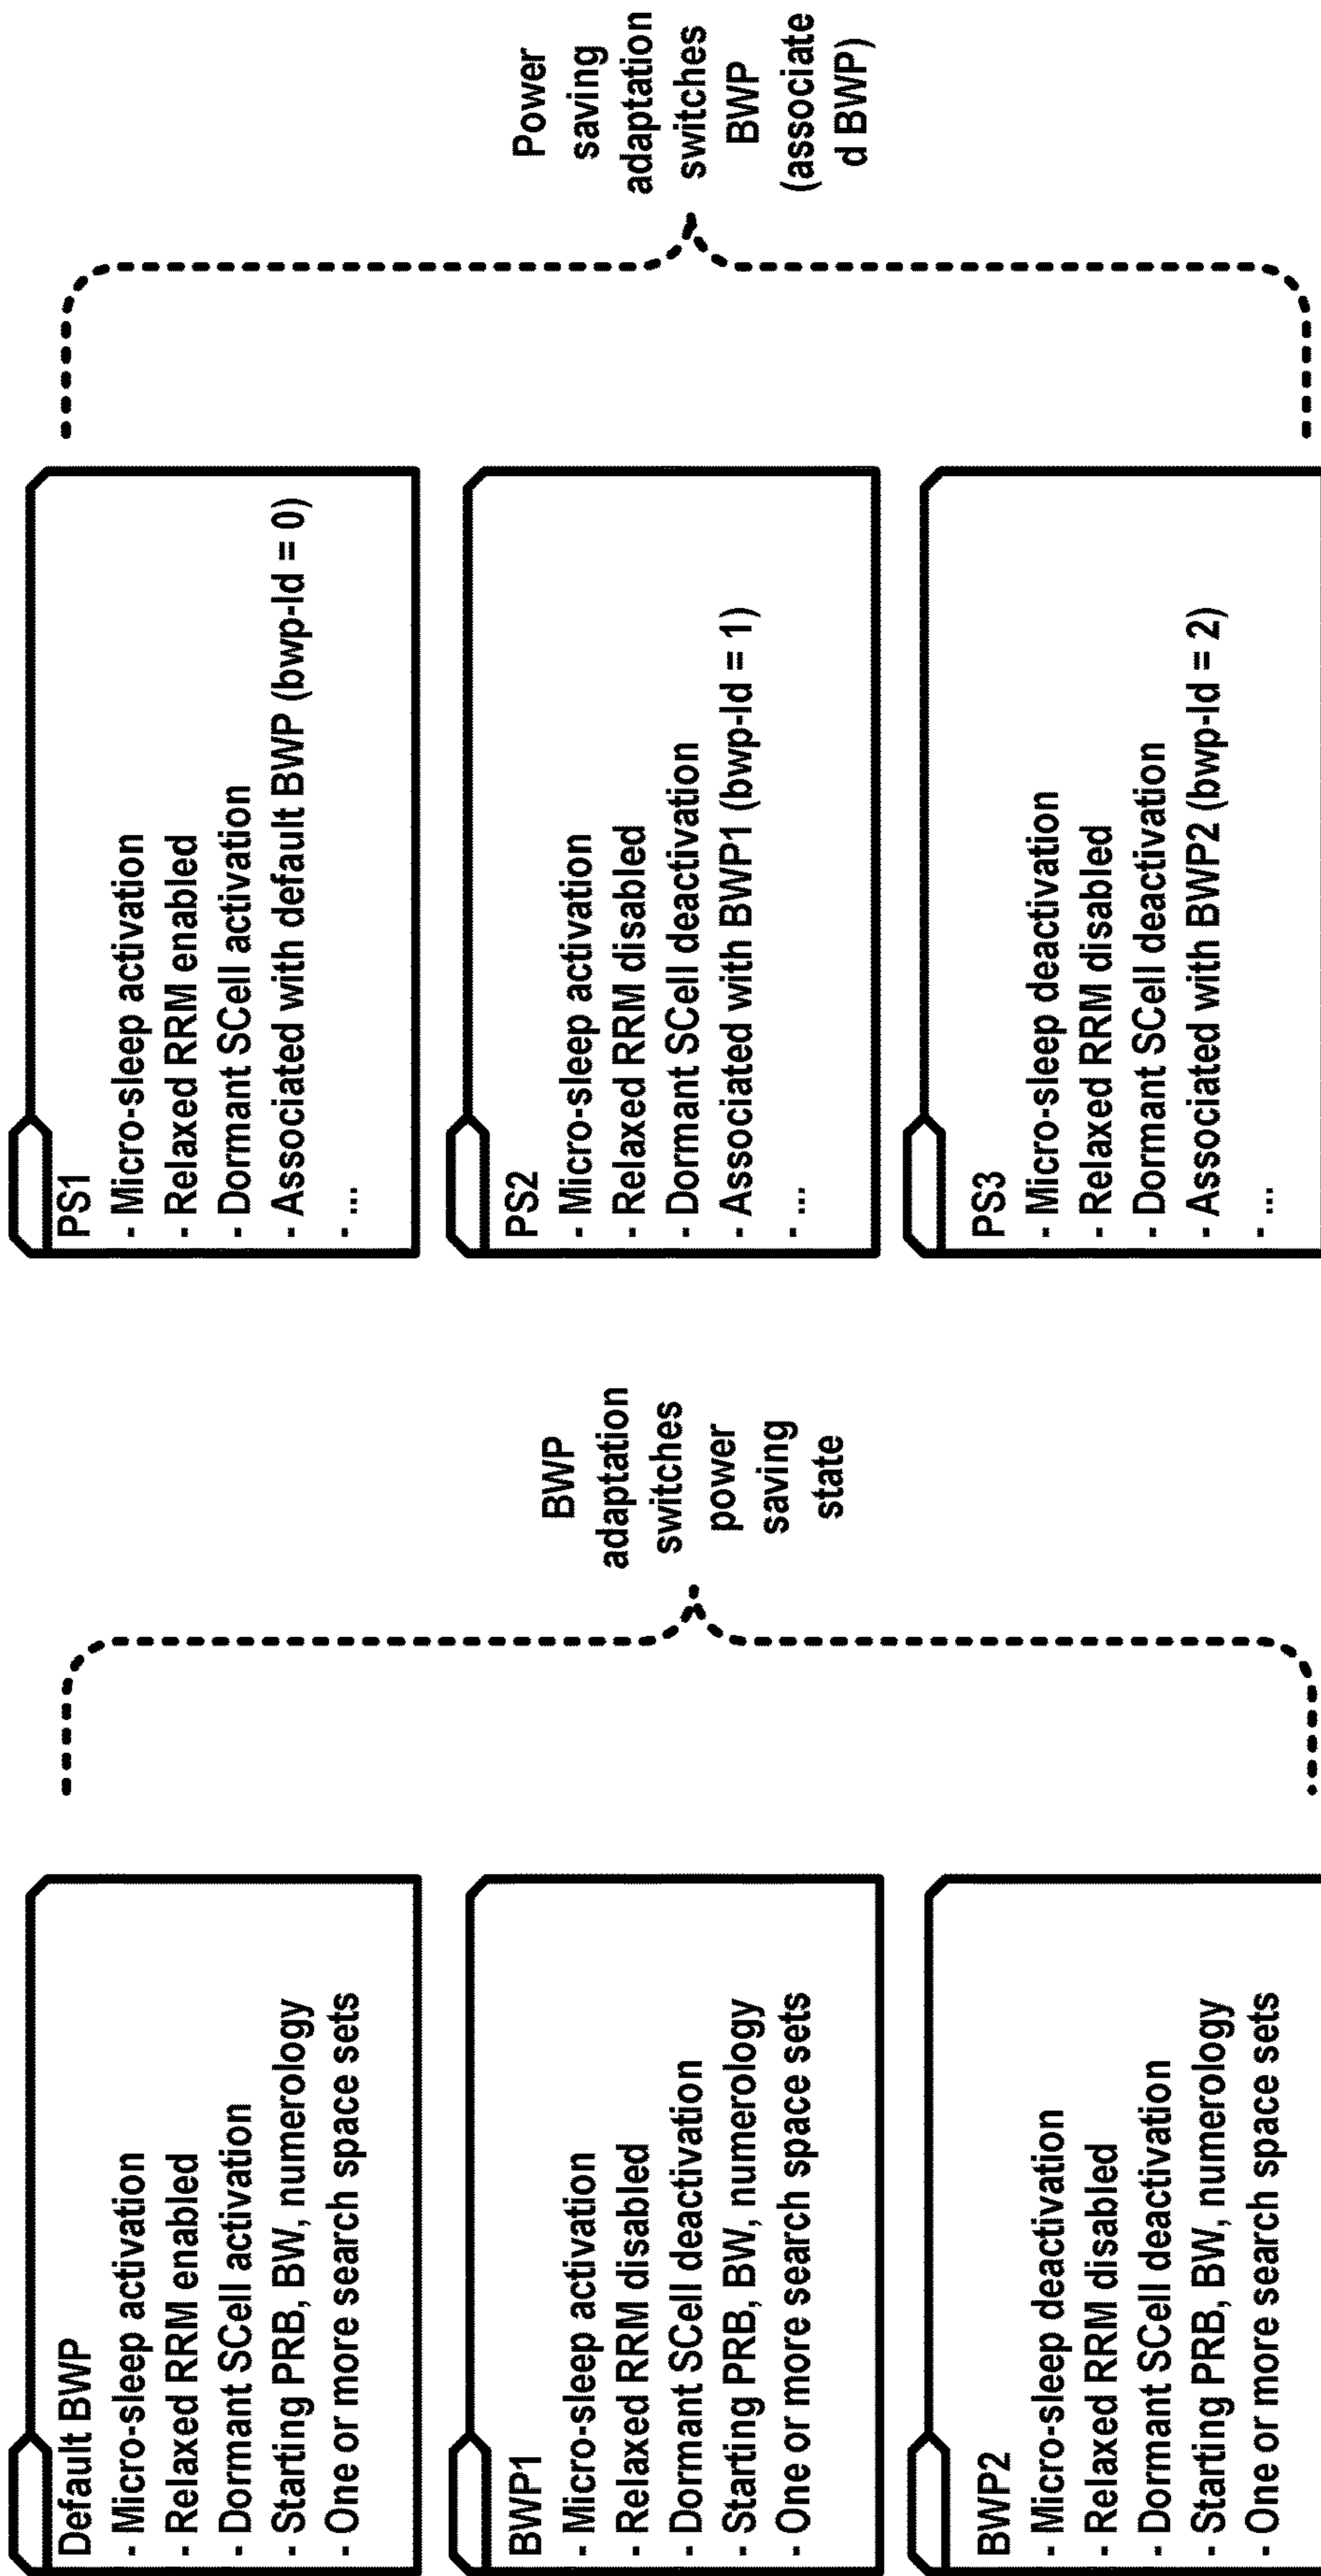 Default BWP
- Micro-sleep activation
- Relaxed RRM enabled
- Dormant SCell activation
- Starting PRB, BW, numerology
- One or more search space sets
BWP1
- Micro-sleep activation
- Relaxed RRM disabled
- Dormant SCell deactivation
- Starting PRB, BW, numerology
- One or more search space sets
BWP2
- Micro-sleep deactivation
- Relaxed RRM disabled
- Dormant SCell deactivation
- Starting PRB, BW, numerology
- One or more search space sets
BWP
adaptation
switches
power
saving
state
PS1
- Micro-sleep activation
- Relaxed RRM enabled
- Dormant SCell activation
- Associated with default BWP (bwp-Id = 0)
- ...
PS2
- Micro-sleep activation
- Relaxed RRM disabled
- Dormant SCell deactivation
- Associated with BWP1 (bwp-Id = 1)
- ...
PS3
- Micro-sleep deactivation
- Relaxed RRM disabled
- Dormant SCell deactivation
- Associated with BWP2 (bwp-Id = 2)
- ...
Power
saving
adaptation
switches
BWP
(associate
d BWP)